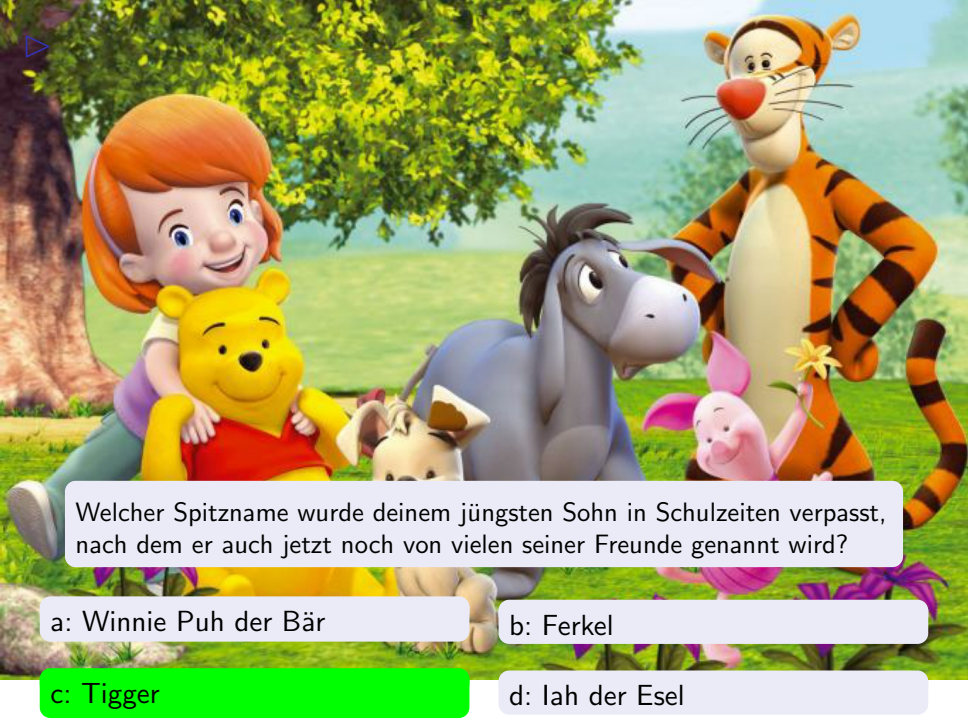 Welcher Spitzname wurde deinem jüngsten Sohn in Schulzeiten verpasst,
nach dem er auch jetzt noch von vielen seiner Freunde genannt wird?
a: Winnie Puh der Bär
b: Ferkel
c: Tigger
d: Iah der Esel